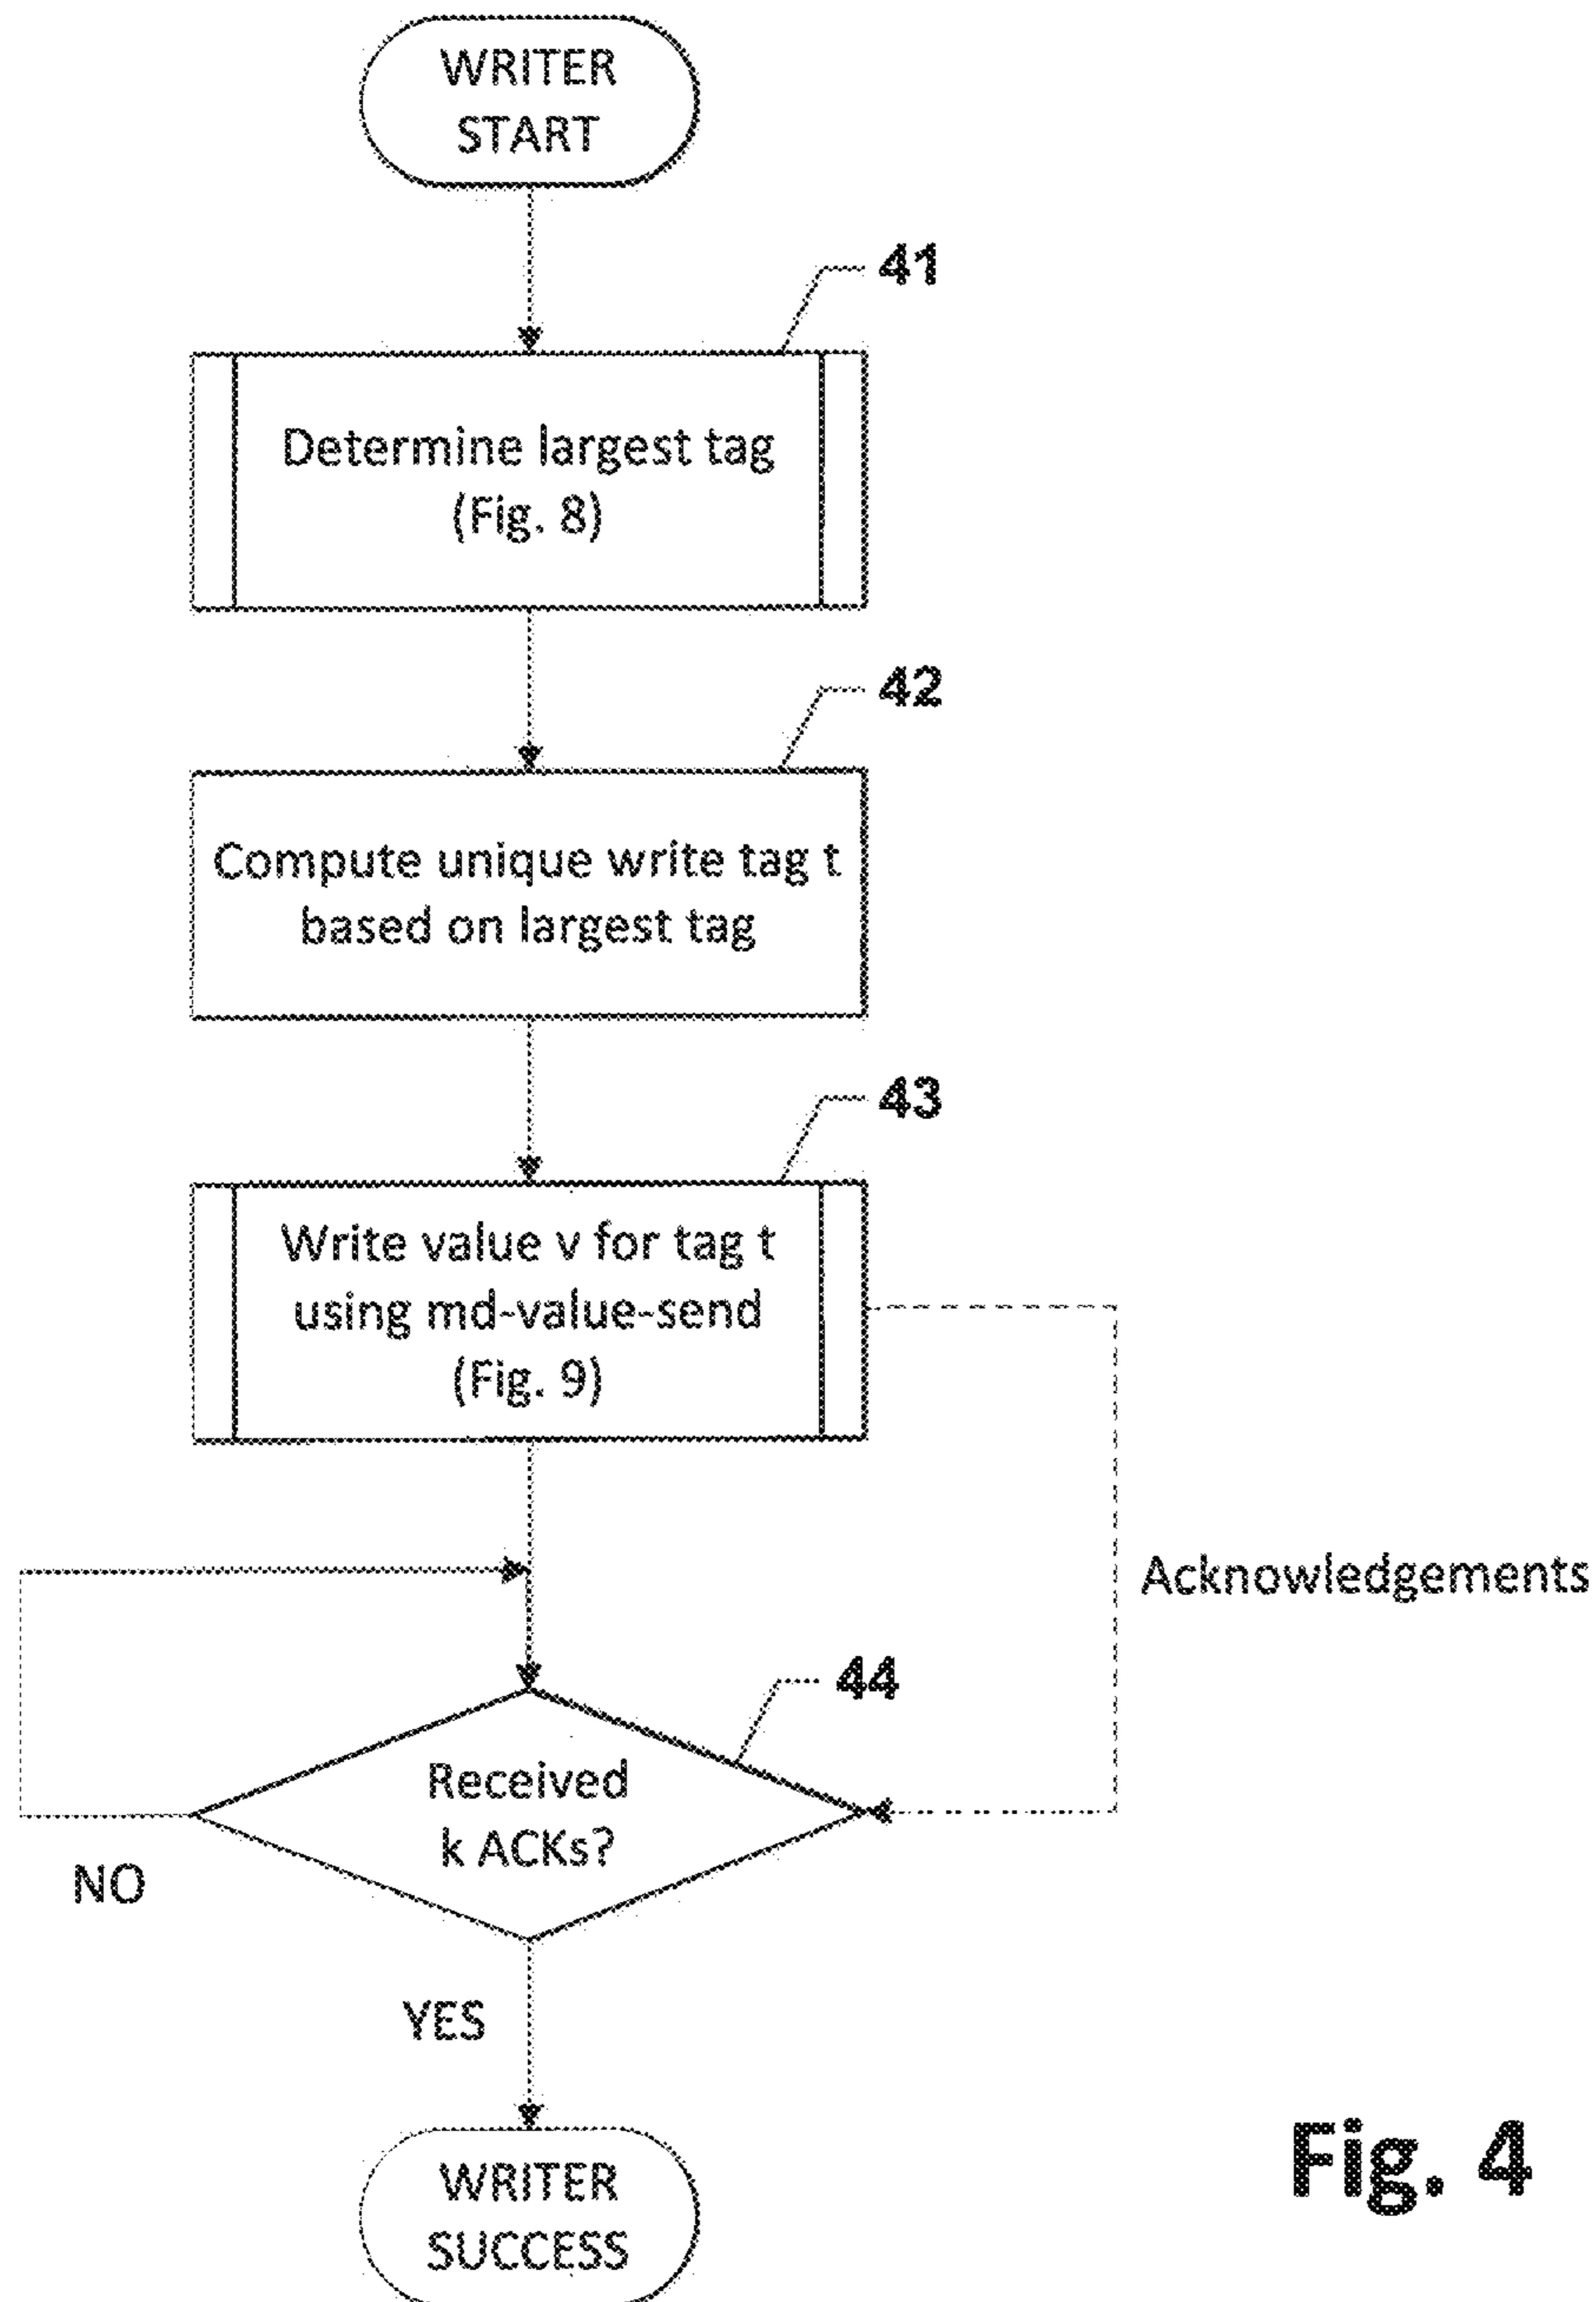 WRITER
START
41
Determine largest tag
(Fig. 8)
42
Compute unique write tag t
based on largest tag
43
Write value v for tag t
using md-value-send
(Fig. 9)
Acknowledgements
44
Received
k ACKs?
NO
YES
WRITER
SUCCESS
Fig. 4